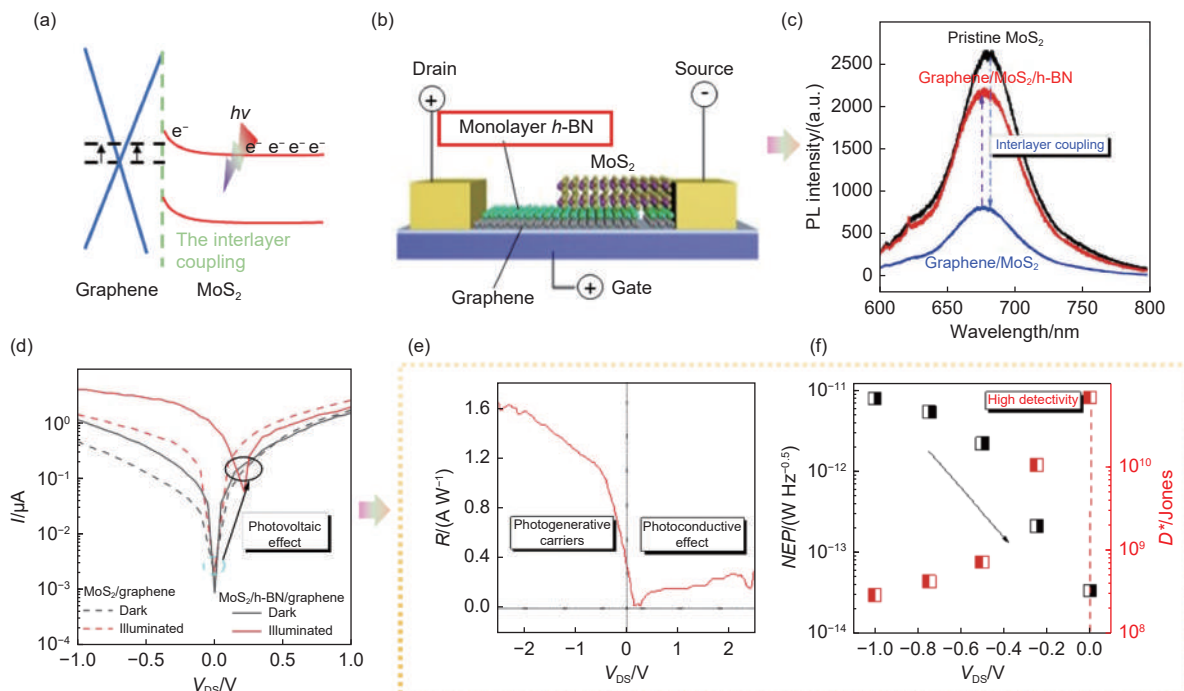 (a)
hν
e⁻
e⁻ e⁻ e⁻ e⁻
The interlayer
coupling
Graphene
MoS₂
(b)
Drain
Source
+
-
Monolayer h-BN
MoS₂
Graphene
+
Gate
(c)
Pristine MoS₂
Graphene/MoS₂/h-BN
Interlayer coupling
Graphene/MoS₂
PL intensity/(a.u.)
2500
2000
1500
1000
500
0
600
700
800
Wavelength/nm
(d)
I/μA
10⁰
10⁻¹
10⁻²
10⁻³
10⁻⁴
Photovoltaic
effect
MoS₂/graphene
Dark
Illuminated
MoS₂/h-BN/graphene
Dark
Illuminated
−1.0
−0.5
0.0
0.5
1.0
V_DS/V
(e)
R/(A W⁻¹)
1.6
1.2
0.8
0.4
0.0
Photogenerative
carriers
Photoconductive
effect
−2
−1
0
1
2
V_DS/V
(f)
NEP/(W Hz⁻⁰·⁵)
10⁻¹¹
10⁻¹²
10⁻¹³
10⁻¹⁴
High detectivity
10¹⁰
10⁹
10⁸
D*/Jones
−1.0
−0.8
−0.6
−0.4
−0.2
0.0
V_DS/V